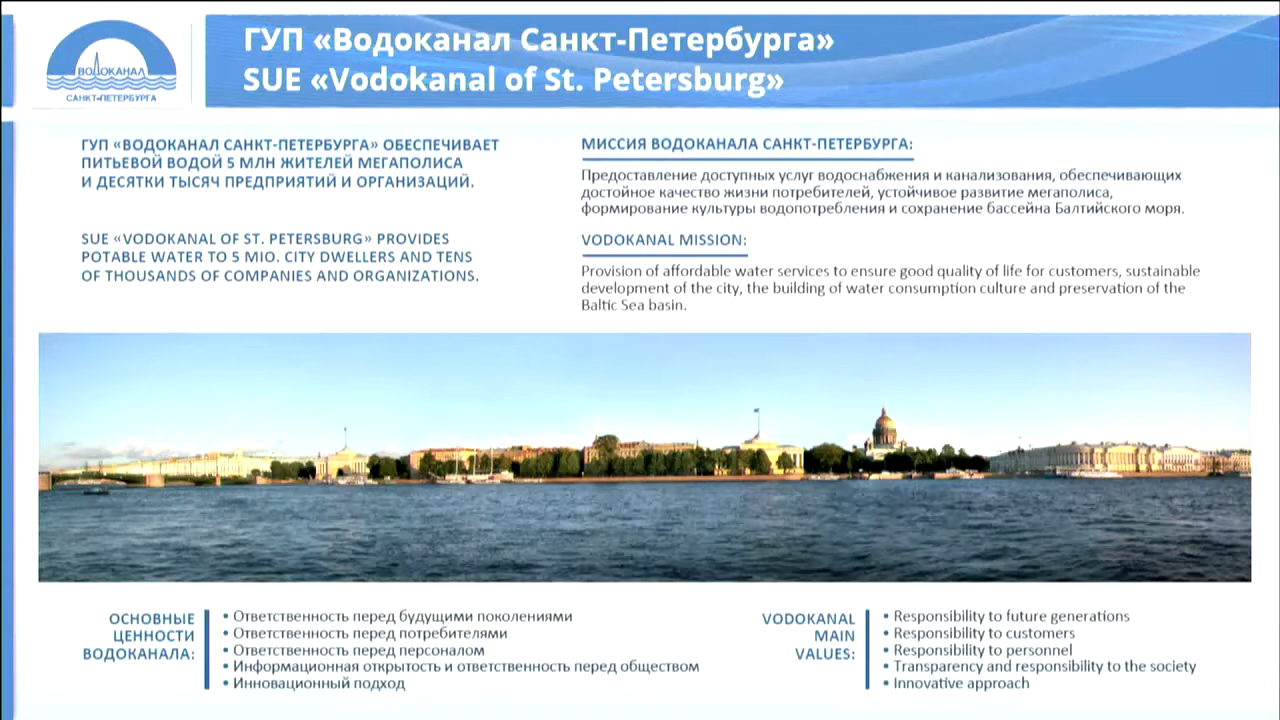 ВОДОКАНАЛ
САНКТ-ПЕТЕРБУРГА
ГУП «Водоканал Санкт-Петербурга»
SUE «Vodokanal of St. Petersburg»
ГУП «ВОДОКАНАЛ САНКТ-ПЕТЕРБУРГА» ОБЕСПЕЧИВАЕТ
ПИТЬЕВОЙ ВОДОЙ 5 МЛН ЖИТЕЛЕЙ МЕГАПОЛИСА
И ДЕСЯТКИ ТЫСЯЧ ПРЕДПРИЯТИЙ И ОРГАНИЗАЦИЙ.
SUE «VODOKANAL OF ST. PETERSBURG» PROVIDES
POTABLE WATER TO 5 MIO. CITY DWELLERS AND TENS
OF THOUSANDS OF COMPANIES AND ORGANIZATIONS.
МИССИЯ ВОДОКАНАЛА САНКТ-ПЕТЕРБУРГА:
Предоставление доступных услуг водоснабжения и канализования, обеспечивающих
достойное качество жизни потребителей, устойчивое развитие мегаполиса,
формирование культуры водопотребления и сохранение бассейна Балтийского моря.
VODOKANAL MISSION:
Provision of affordable water services to ensure good quality of life for customers, sustainable
development of the city, the building of water consumption culture and preservation of the
Baltic Sea basin.
ОСНОВНЫЕ
ЦЕННОСТИ
ВОДОКАНАЛА:
• Ответственность перед будущими поколениями
• Ответственность перед потребителями
• Ответственность перед персоналом
• Информационная открытость и ответственность перед обществом
• Инновационный подход
VODOKANAL
MAIN
VALUES:
• Responsibility to future generations
• Responsibility to customers
• Responsibility to personnel
• Transparency and responsibility to the society
• Innovative approach